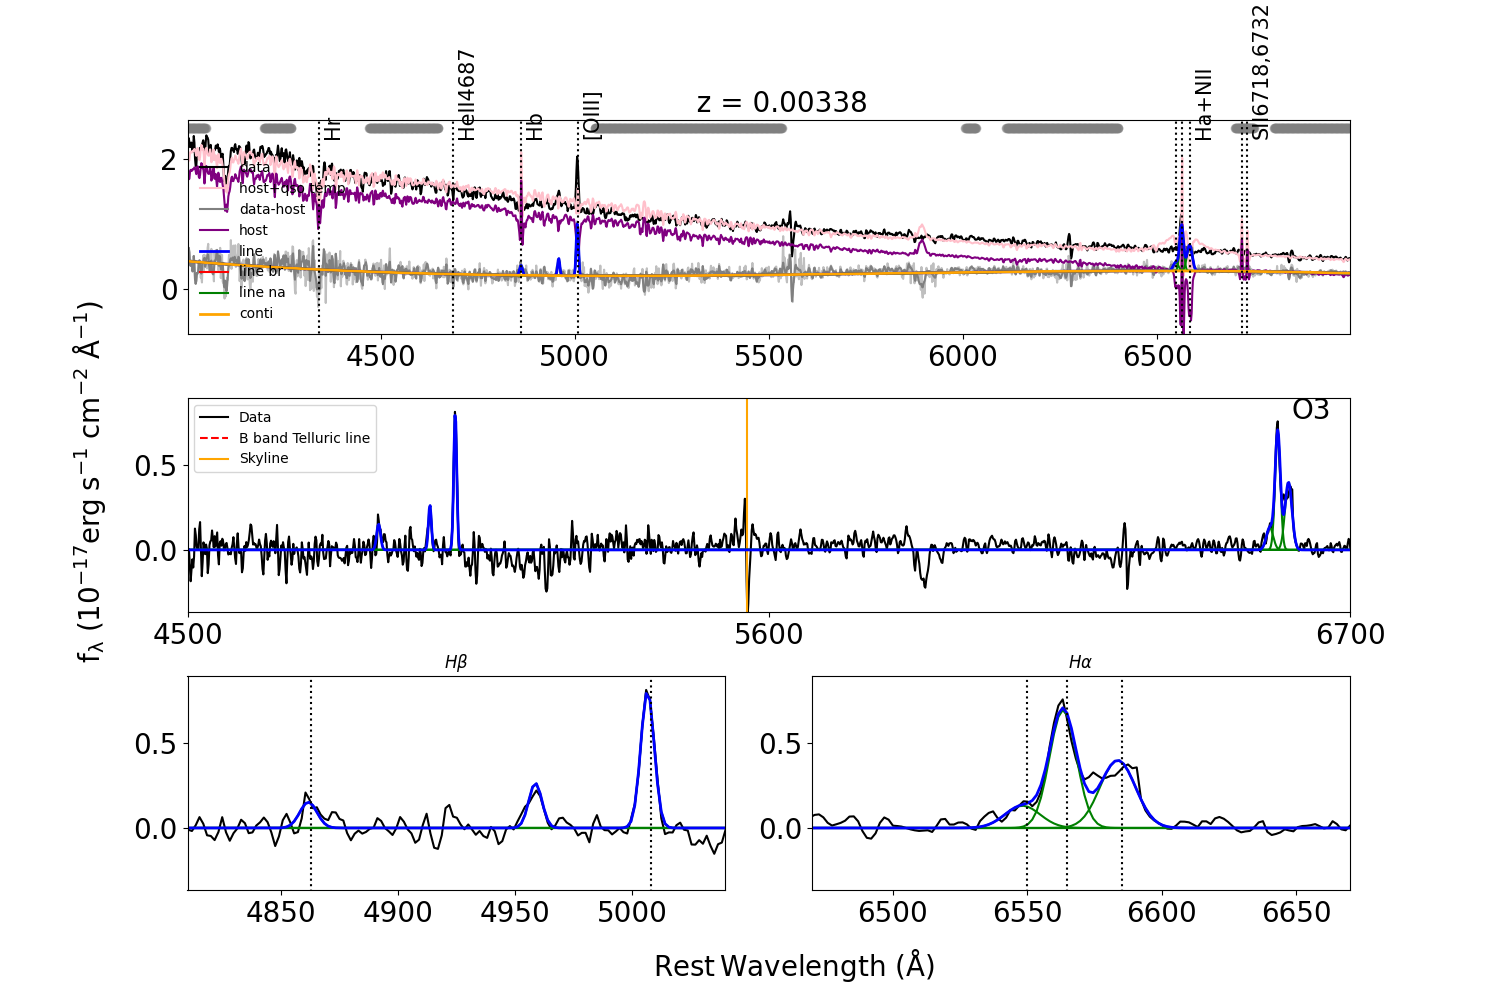 z = 0.00338
Hr
HeII4687
Hb
[OIII]
Ha+NII
SII6718,6732
data
host+qso temp
data-host
host
line
line br
line na
conti
2
0
4500 5000 5500 6000 6500
O3
Data
B band Telluric line
Skyline
0.5
0.0
4500 5600 6700
fλ (10−17erg s−1 cm−2 Å−1)
Hβ
0.5
0.0
4850 4900 4950 5000
Hα
0.5
0.0
6500 6550 6600 6650
Rest Wavelength (Å)